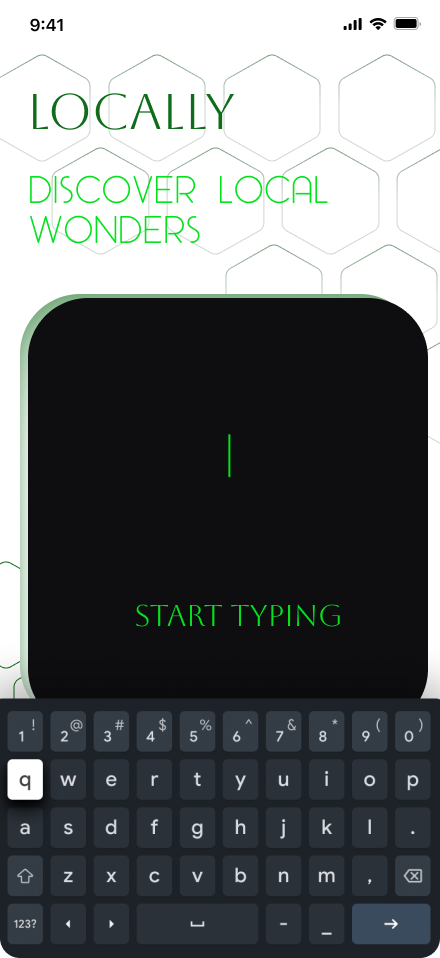 9:41
LOCALLY
DISCOVER LOCAL
WONDERS
START TYPING
1 ! 2 @ 3 # 4 $ 5 % 6 ^ 7 & 8 * 9 ( 0 )
q w e r t y u i o p
a s d f g h j k l .
z x c v b n m ,
123? - _